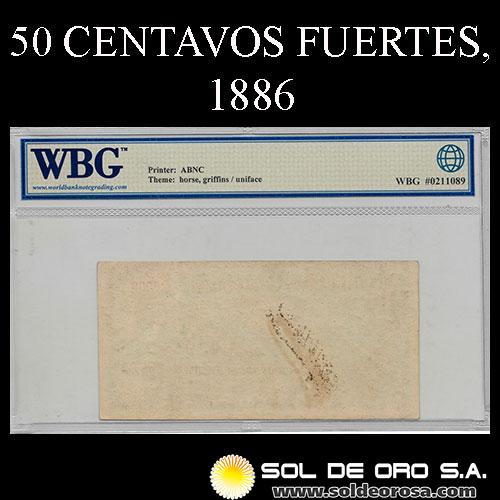 50 CENTAVOS FUERTES,
1886
WBG™
www.worldbanknotegrading.com
Printer: ABNC
Theme: horse, griffins / uniface
WBG #0211089
SOL DE ORO S.A.
www.soldeorosa.com